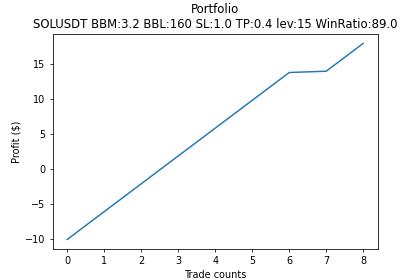 Portfolio
SOLUSDT BBM:3.2 BBL:160 SL:1.0 TP:0.4 lev:15 WinRatio:89.0
Profit ($)
15
10
5
0
−5
−10
0 1 2 3 4 5 6 7 8
Trade counts